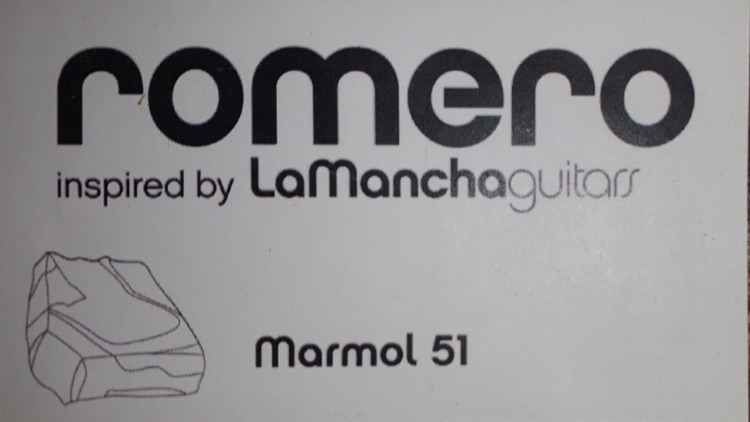 romero
inspired by LaManchaguitars
Marmol 51